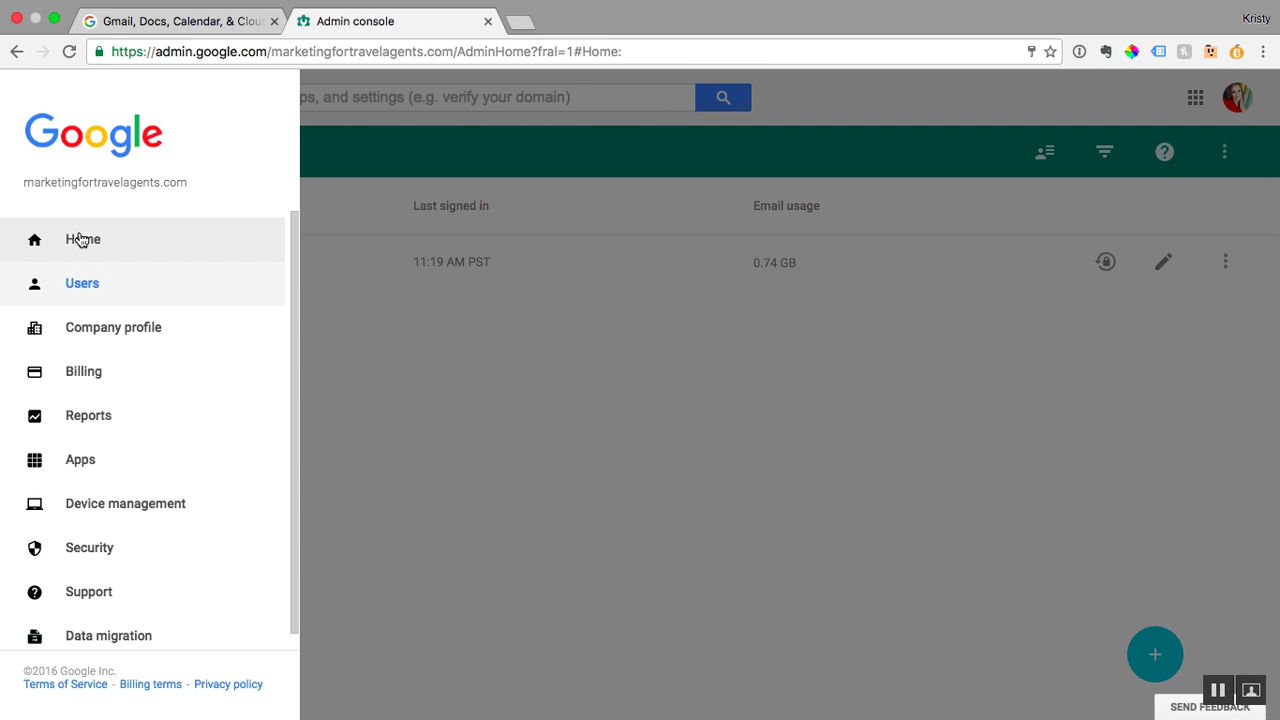 Gmail, Docs, Calendar, & Clou
Admin console
Kristy
https://admin.google.com/marketingfortravelagents.com/AdminHome?fral=1#Home:
Google
ps, and settings (e.g. verify your domain)
marketingfortravelagents.com
Last signed in
Email usage
Home
11:19 AM PST
0.74 GB
Users
Company profile
Billing
Reports
Apps
Device management
Security
Support
Data migration
©2016 Google Inc.
Terms of Service - Billing terms - Privacy policy
SEND FEEDBACK